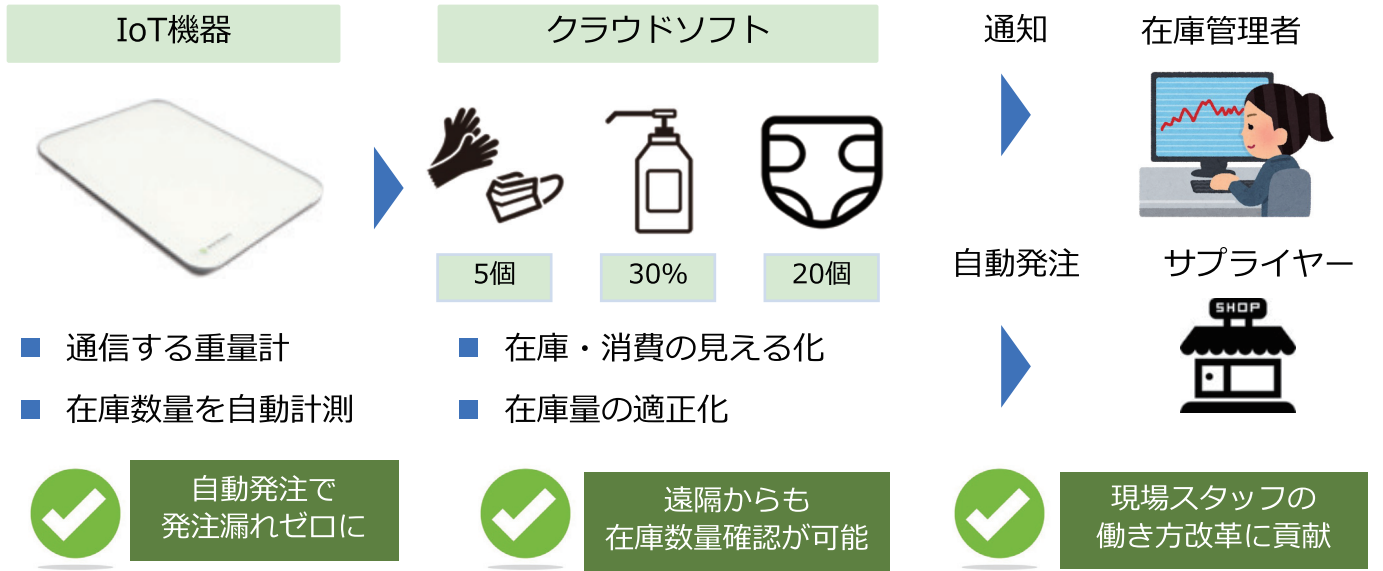 IoT機器
クラウドソフト
通知
在庫管理者
5個
30%
20個
自動発注
サプライヤー
SHOP
通信する重量計
在庫数量を自動計測
在庫・消費の見える化
在庫量の適正化
自動発注で
発注漏れゼロに
遠隔からも
在庫数量確認が可能
現場スタッフの
働き方改革に貢献